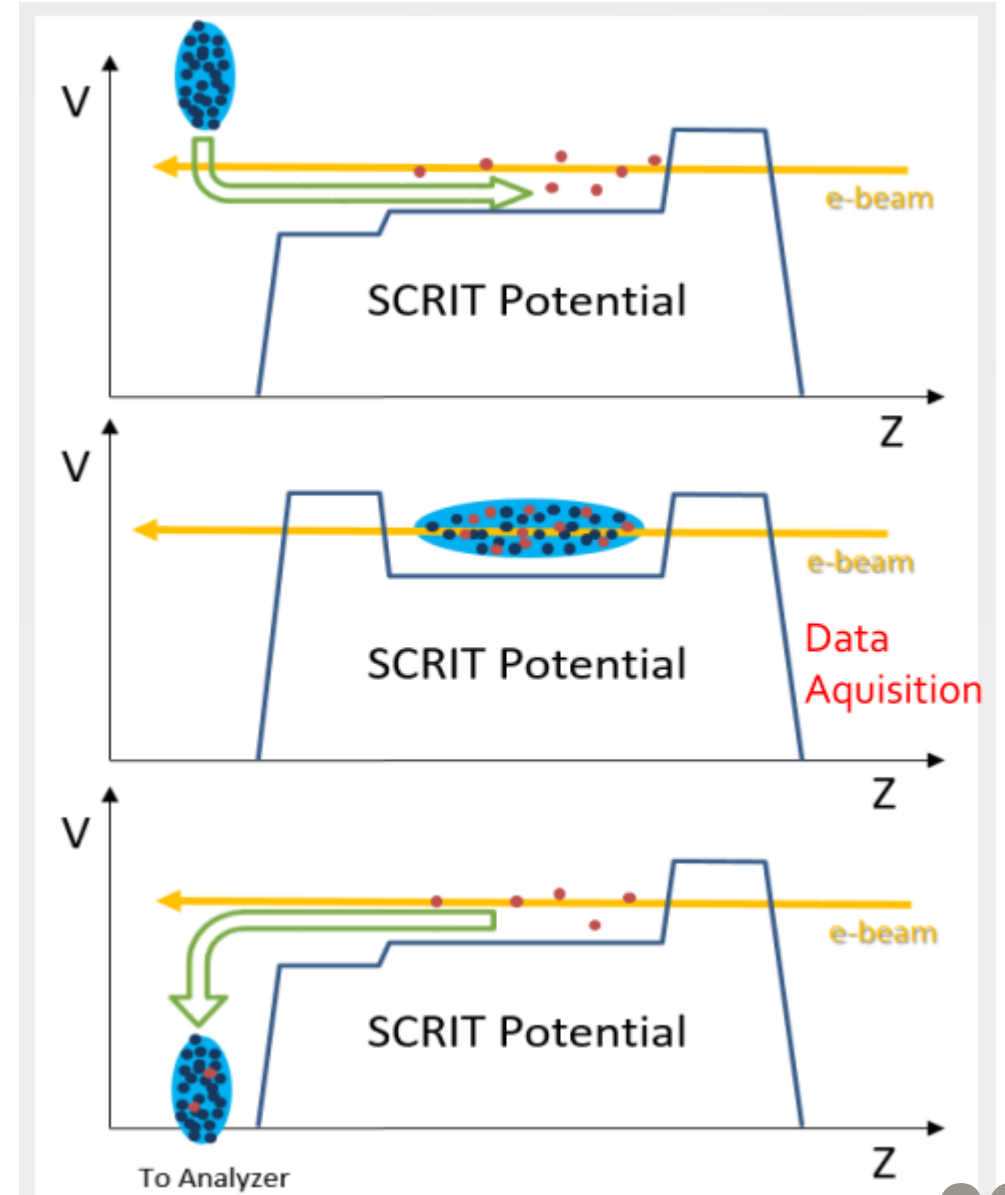 V
e-beam
SCRIT Potential
Z
V
e-beam
Data
SCRIT Potential
Aquisition
Z
V
e-beam
SCRIT Potential
Z
To Analyzer